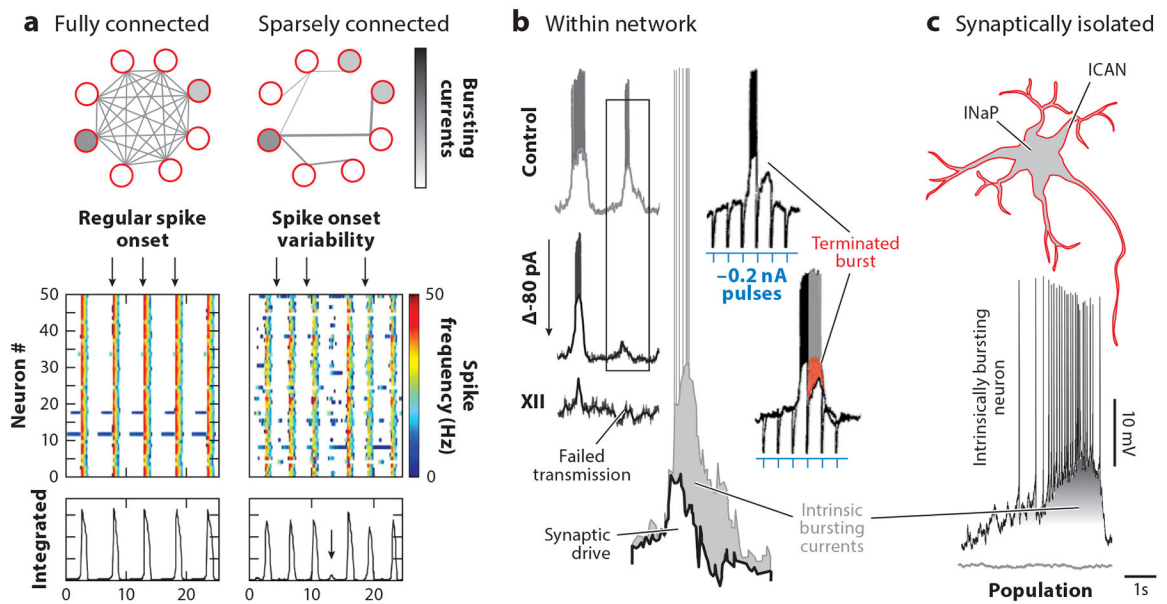 a Fully connected
Sparsely connected
Bursting
currents
Regular spike
onset
Spike onset
variability
Neuron #
50
40
30
20
10
0
50
0
Spike
frequency (Hz)
Integrated
0
10
20
0
10
20
b Within network
Control
Δ-80 pA
XII
Failed
transmission
Synaptic
drive
−0.2 nA
pulses
Terminated
burst
Intrinsic
bursting
currents
c Synaptically isolated
ICAN
INaP
Intrinsically bursting
neuron
10 mV
Population
1s